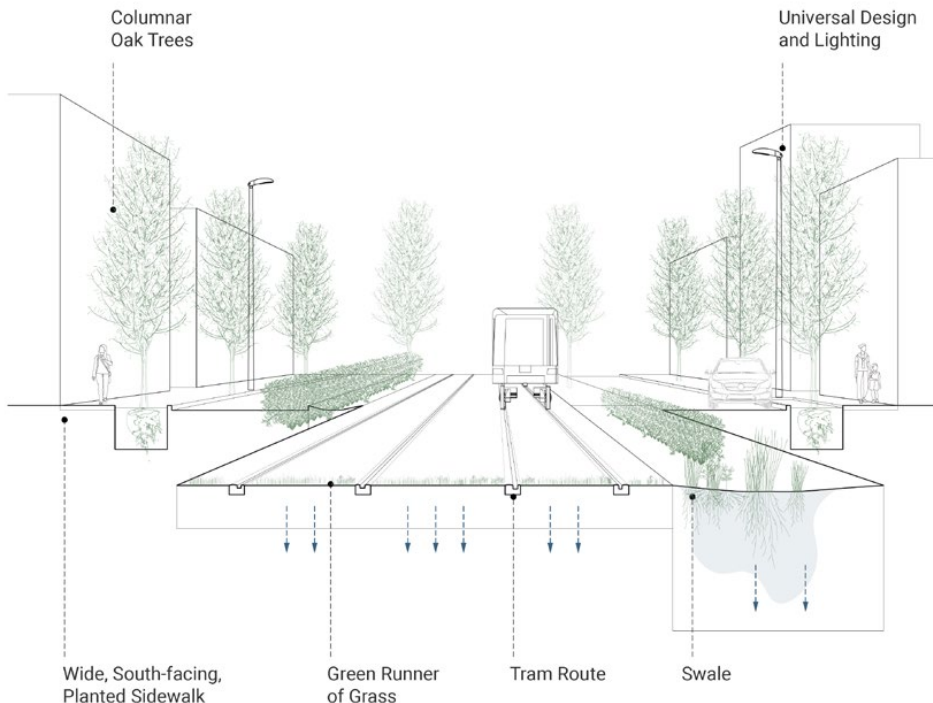 Columnar
Oak Trees
Universal Design
and Lighting
Wide, South-facing,
Planted Sidewalk
Green Runner
of Grass
Tram Route
Swale